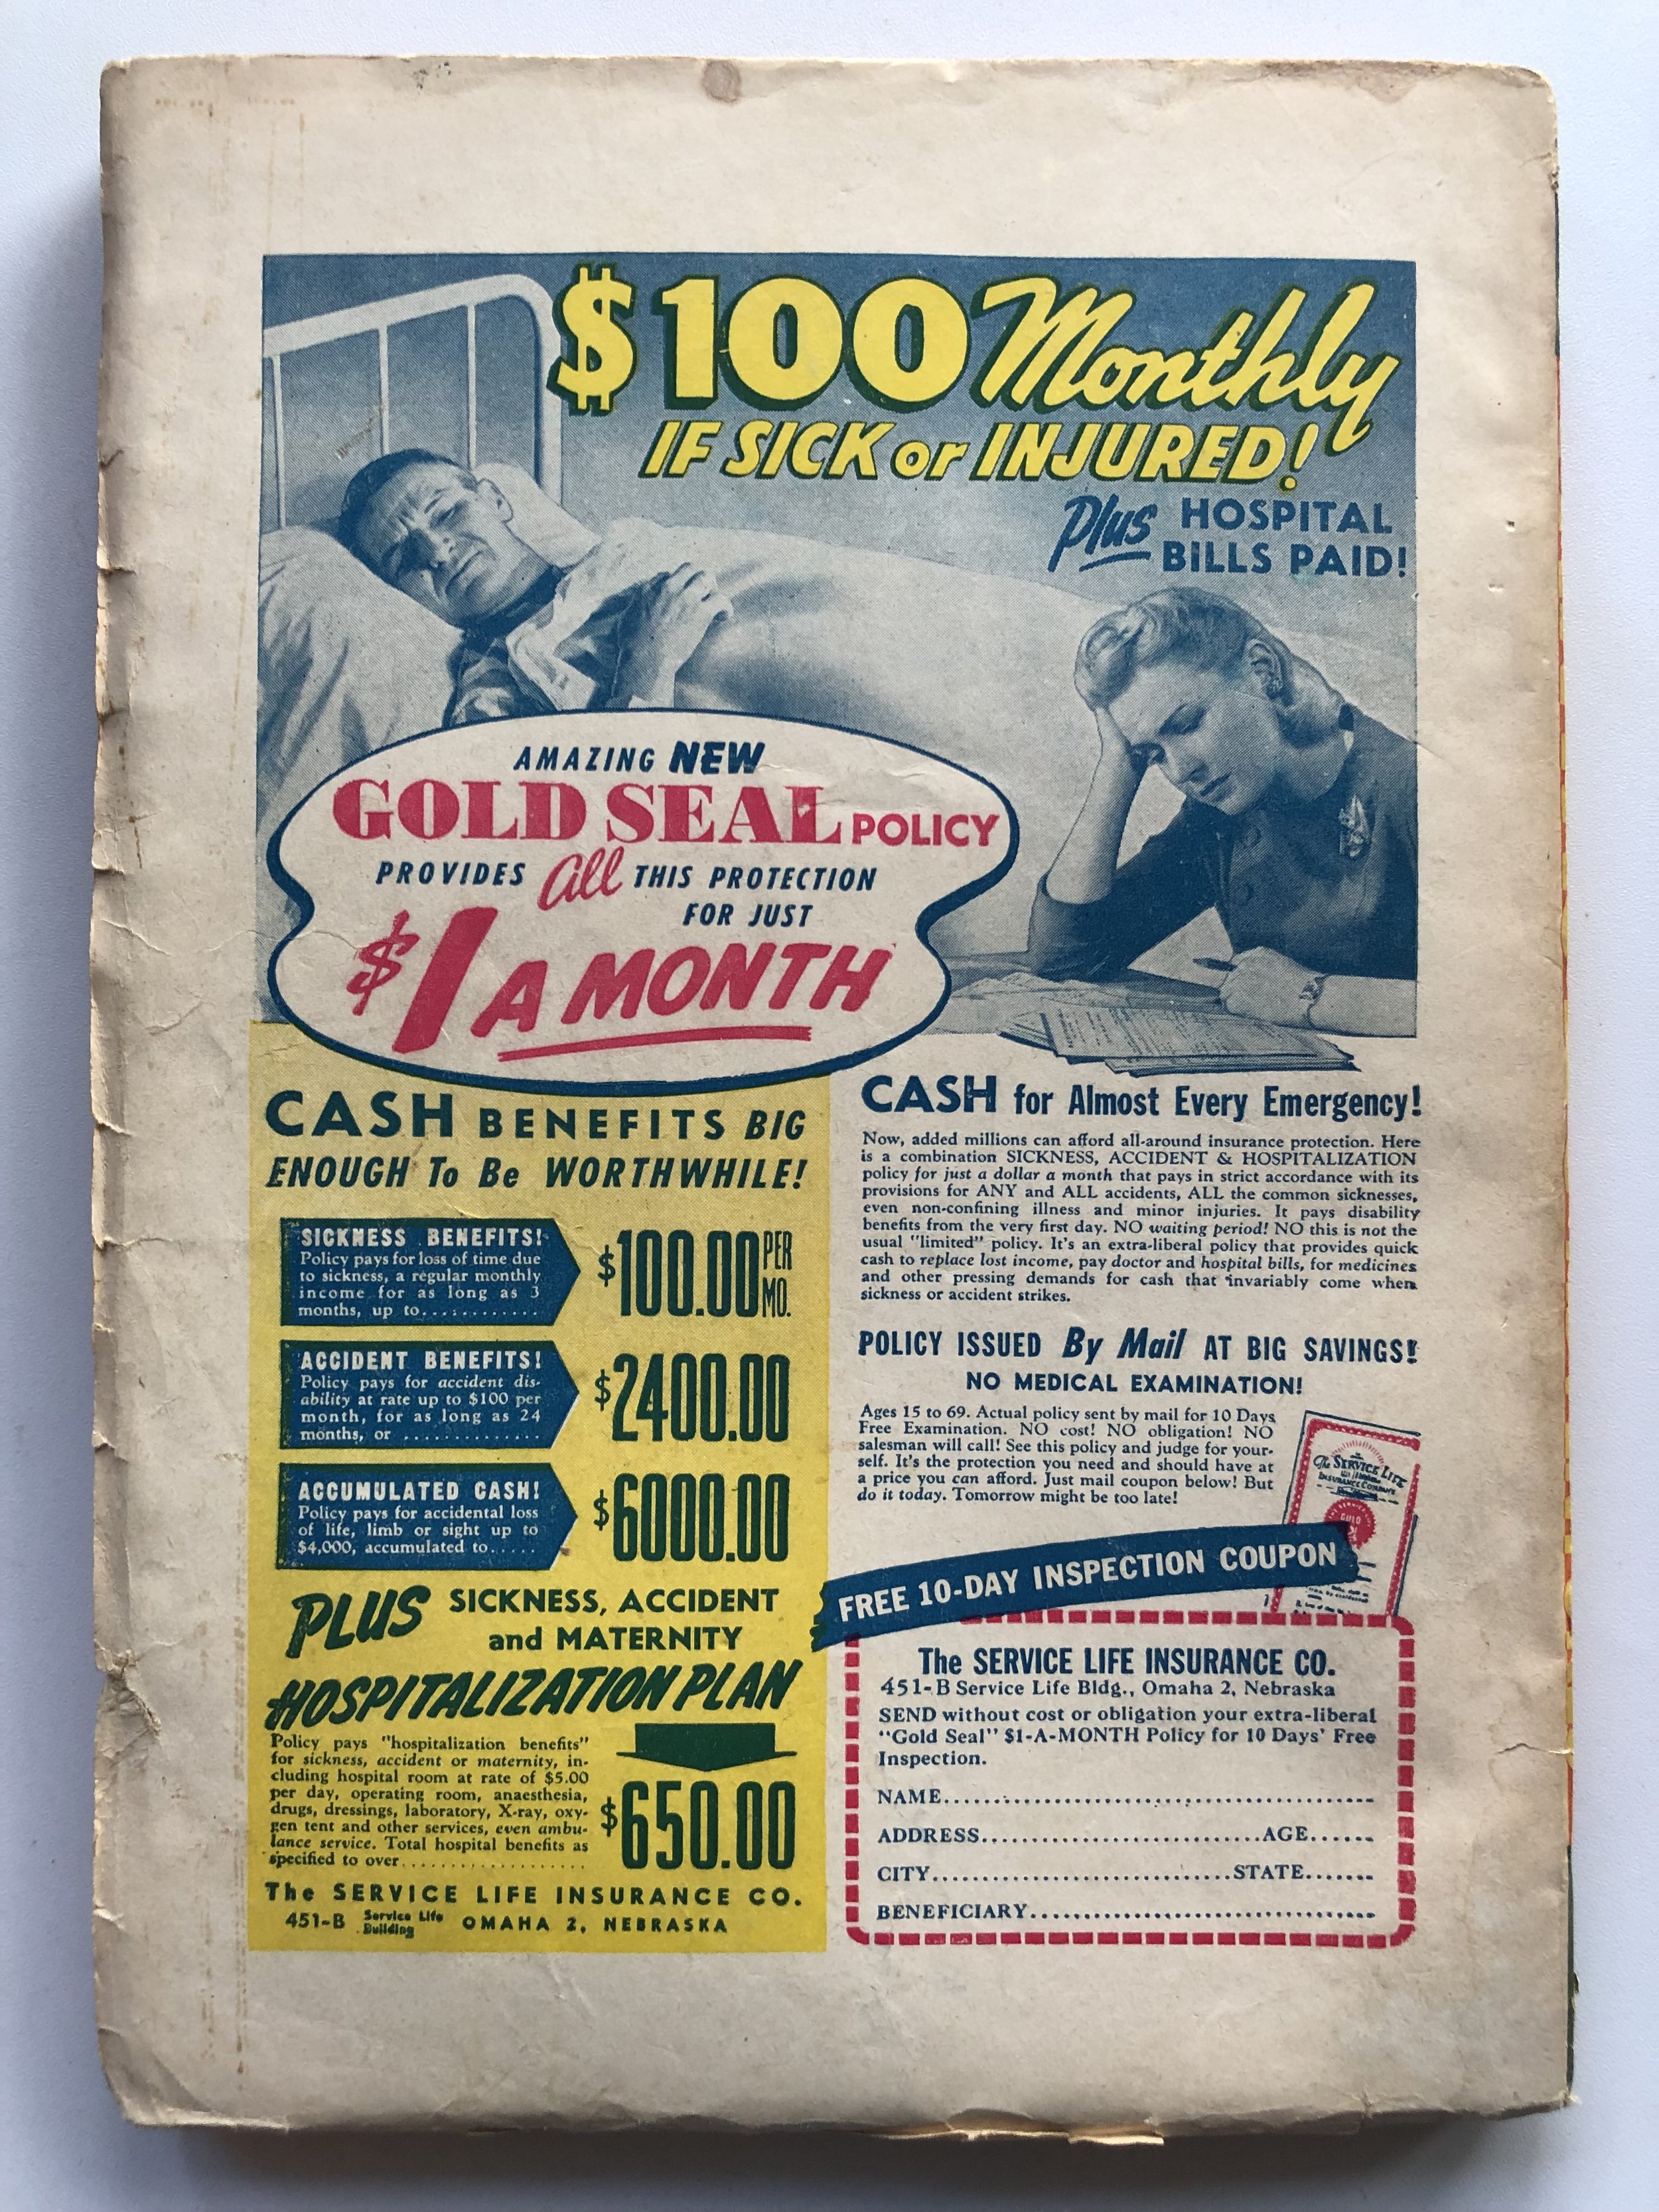 $100 Monthly
IF SICK or INJURED!
Plus HOSPITAL
BILLS PAID!
AMAZING NEW
GOLD SEAL POLICY
PROVIDES All THIS PROTECTION
FOR JUST
$1 A MONTH
CASH BENEFITS BIG
ENOUGH To Be WORTHWHILE!
SICKNESS BENEFITS!
Policy pays for loss of time due
to sickness, a regular monthly
income for as long as 3
months, up to.............
$100.00 PER
MO.
ACCIDENT BENEFITS!
Policy pays for accident dis-
ability at rate up to $100 per
month, for as long as 24
months, or ..............
$2400.00
ACCUMULATED CASH!
Policy pays for accidental loss
of life, limb or sight up to
$4,000, accumulated to.....
$6000.00
PLUS SICKNESS, ACCIDENT
and MATERNITY
HOSPITALIZATION PLAN
Policy pays "hospitalization benefits"
for sickness, accident or maternity, in-
cluding hospital room at rate of $5.00
per day, operating room, anaesthesia,
drugs, dressings, laboratory, X-ray, oxy-
gen tent and other services, even ambu-
lance service. Total hospital benefits as
specified to over...................
$650.00
The SERVICE LIFE INSURANCE CO.
451-B Service Life
Building OMAHA 2, NEBRASKA
CASH for Almost Every Emergency!
Now, added millions can afford all-around insurance protection. Here
is a combination SICKNESS, ACCIDENT & HOSPITALIZATION
policy for just a dollar a month that pays in strict accordance with its
provisions for ANY and ALL accidents, ALL the common sicknesses,
even non-confining illness and minor injuries. It pays disability
benefits from the very first day. NO waiting period! NO this is not the
usual "limited" policy. It's an extra-liberal policy that provides quick
cash to replace lost income, pay doctor and hospital bills, for medicines
and other pressing demands for cash that invariably come when
sickness or accident strikes.
POLICY ISSUED By Mail AT BIG SAVINGS!
NO MEDICAL EXAMINATION!
Ages 15 to 69. Actual policy sent by mail for 10 Days
Free Examination. NO cost! NO obligation! NO
salesman will call! See this policy and judge for your-
self. It's the protection you need and should have at
a price you can afford. Just mail coupon below! But
do it today. Tomorrow might be too late!
The SERVICE LIFE
INSURANCE COMPANY
GOLD
FREE 10-DAY INSPECTION COUPON
The SERVICE LIFE INSURANCE CO.
451-B Service Life Bldg., Omaha 2, Nebraska
SEND without cost or obligation your extra-liberal
"Gold Seal" $1-A-MONTH Policy for 10 Days' Free
Inspection.
NAME..............................................
ADDRESS..............................AGE.......
CITY.................................STATE.......
BENEFICIARY.....................................